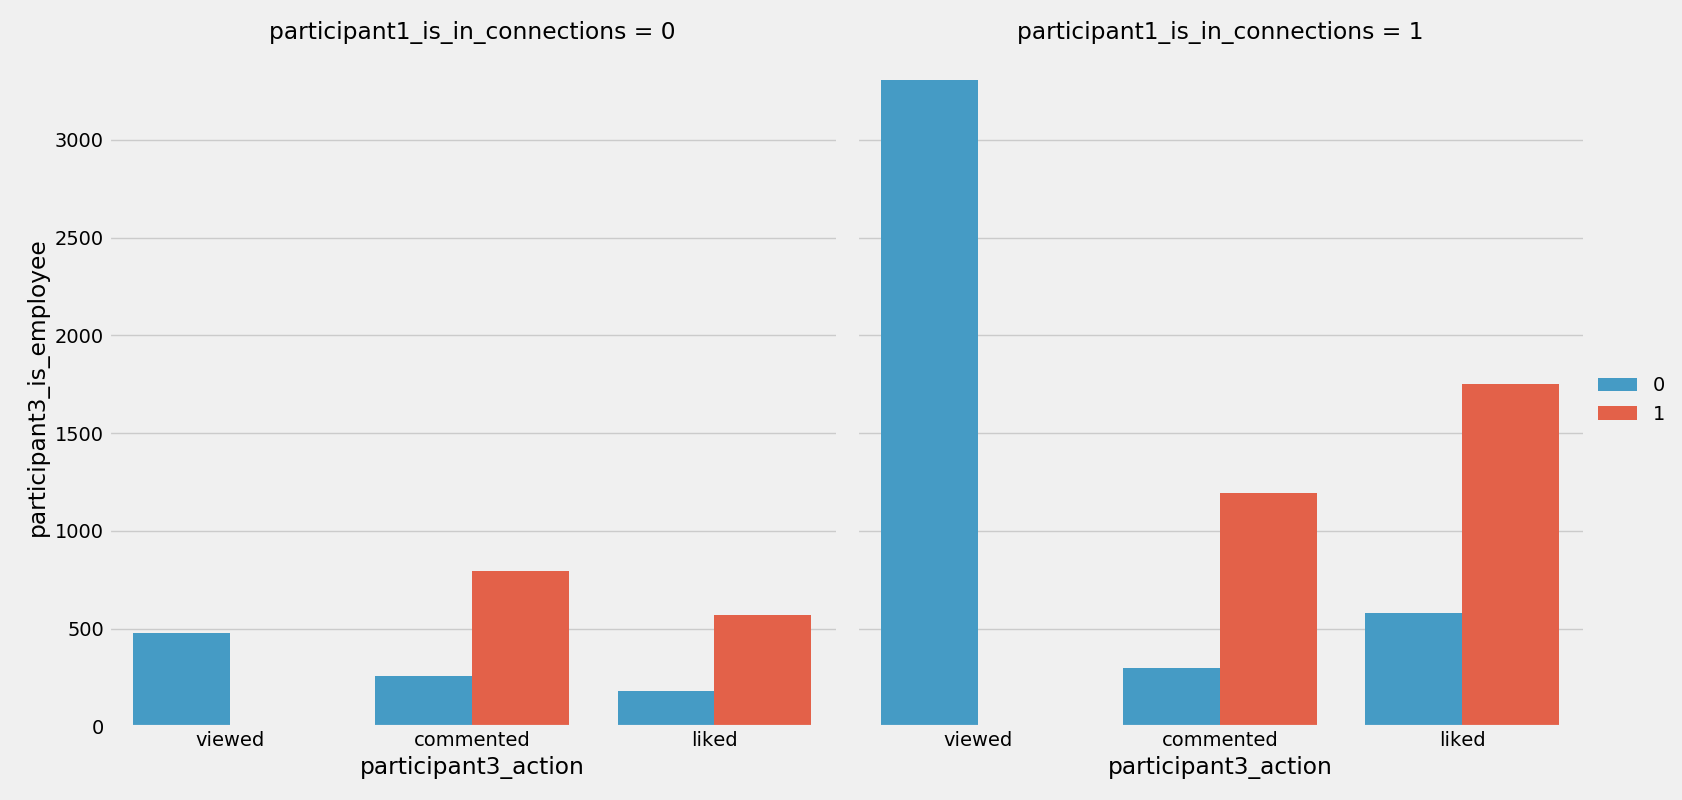 participant1_is_in_connections = 0
participant1_is_in_connections = 1
participant3_is_employee
3000
2500
2000
1500
1000
500
0
viewed
commented
liked
participant3_action
viewed
commented
liked
participant3_action
0
1